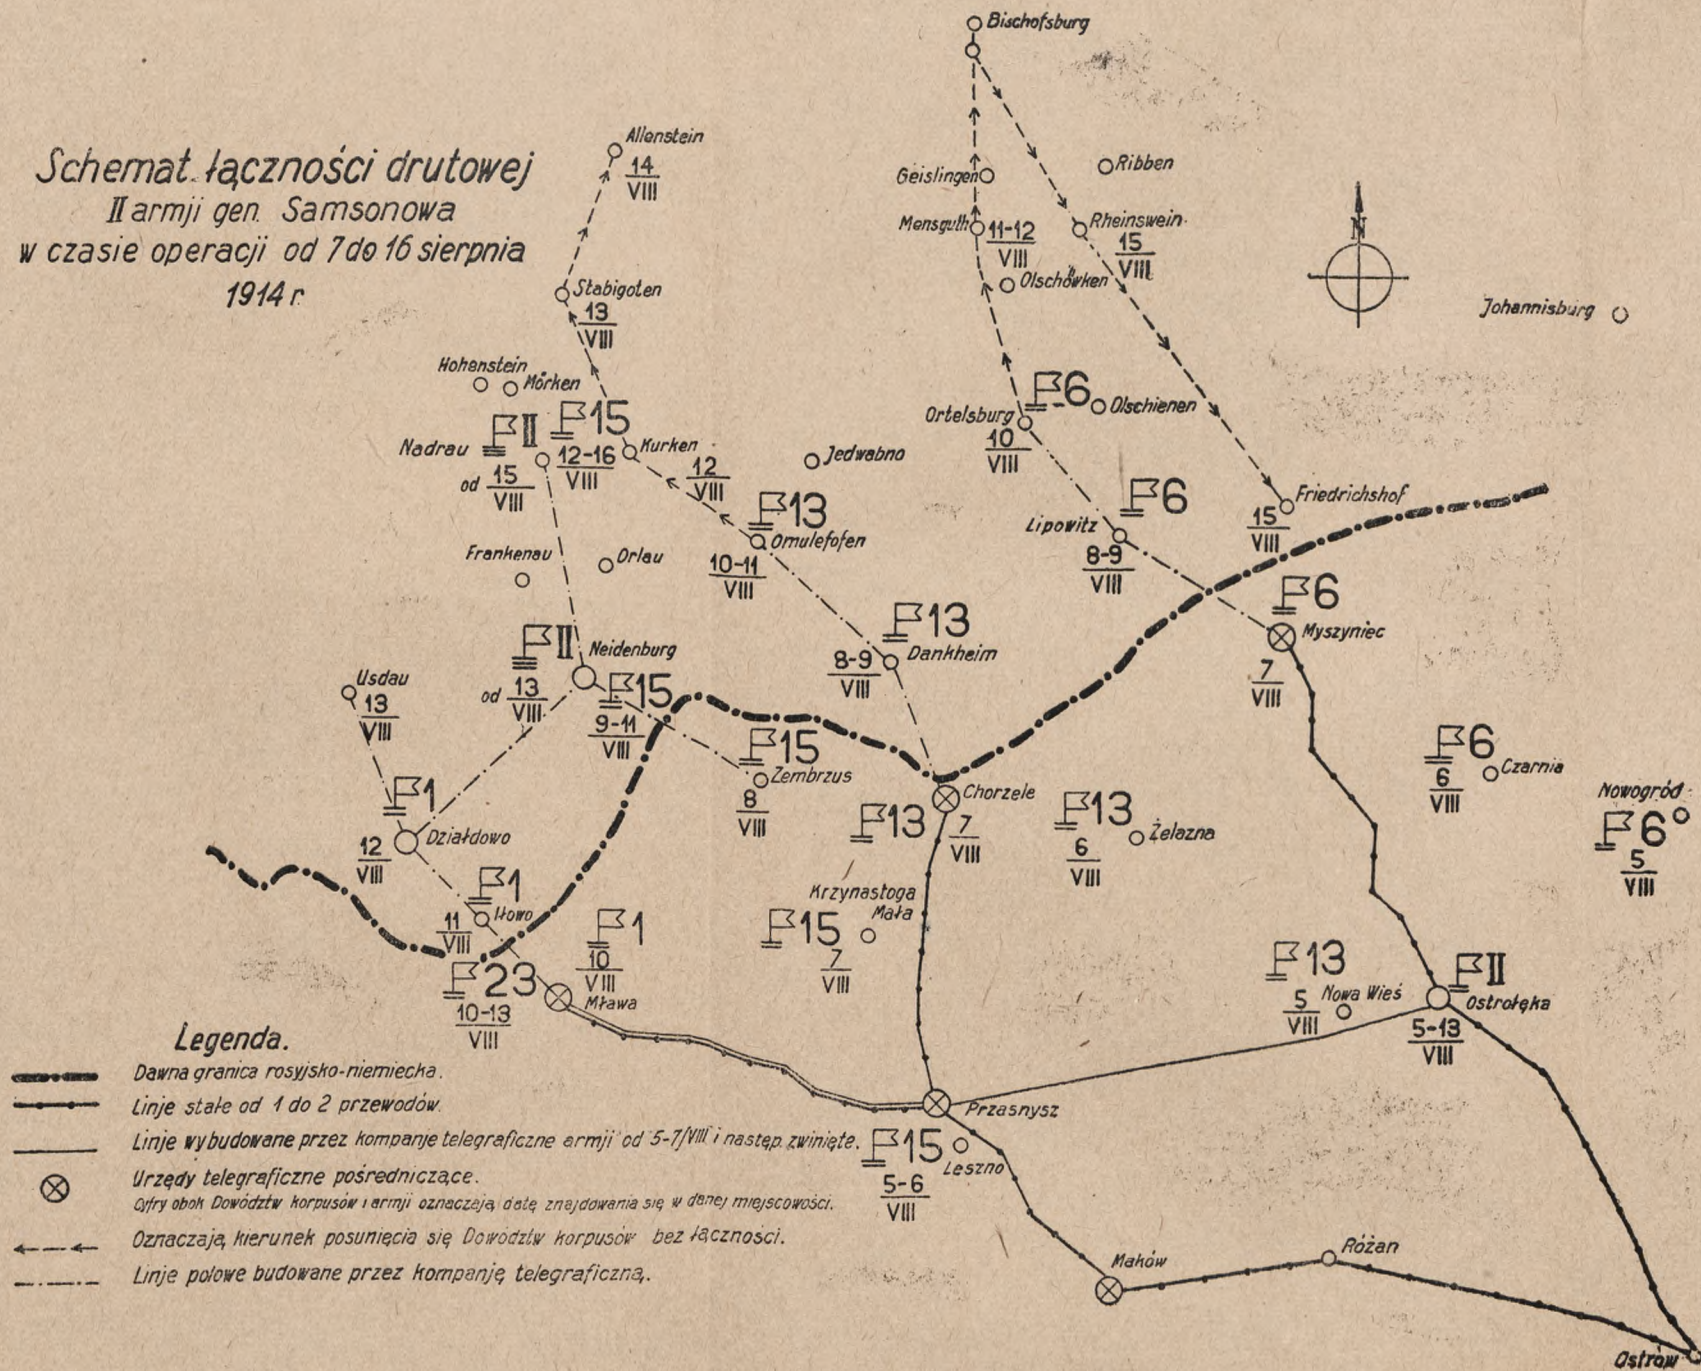 Schemat łączności drutowej
II armji gen. Samsonowa
w czasie operacji od 7 do 16 sierpnia
1914 r.
Bischofsburg
Allenstein
14
VIII
Geislingen
Ribben
Mensguth
11-12
VIII
Rheinswein
15
VIII
Olschöwken
N
Johannisburg
Stabigoten
13
VIII
Hohenstein
Mörken
II
15
Nadrau
12-16
VIII
od 15
VIII
Kurken
12
VIII
Jedwabno
6
Ortelsburg
10
VIII
Olschienen
13
Omulefofen
10-11
VIII
6
Lipowitz
8-9
VIII
Friedrichshof
15
VIII
Frankenau
Orlau
6
Myszyniec
7
VIII
13
Dankheim
8-9
VIII
II
Neidenburg
od 13
VIII
15
9-11
VIII
Usdau
13
VIII
15
Zembrzus
8
VIII
6
6
VIII
Czarnia
Nowogród
6
5
VIII
1
Działdowo
12
VIII
Chorzele
13
7
VIII
13
6
VIII
Żelazna
1
Iłowo
11
VIII
1
10
VIII
Mława
23
10-13
VIII
Krzynastoga
Mała
15
7
VIII
13
5
VIII
Nowa Wieś
II
Ostrołęka
5-13
VIII
Przasnysz
15
Leszno
5-6
VIII
Maków
Różan
Ostrów
Legenda.
Dawna granica rosyjsko-niemiecka.
Linje stałe od 1 do 2 przewodów.
Linje wybudowane przez kompanje telegraficzne armji od 5-7/VIII i następ. zwinięte.
Urzędy telegraficzne pośredniczące.
Cyfry obok Dowództw korpusów i armji oznaczają datę znajdowania się w danej miejscowości.
Oznaczają kierunek posunięcia się Dowództw korpusów bez łączności.
Linje polowe budowane przez kompanję telegraficzną.